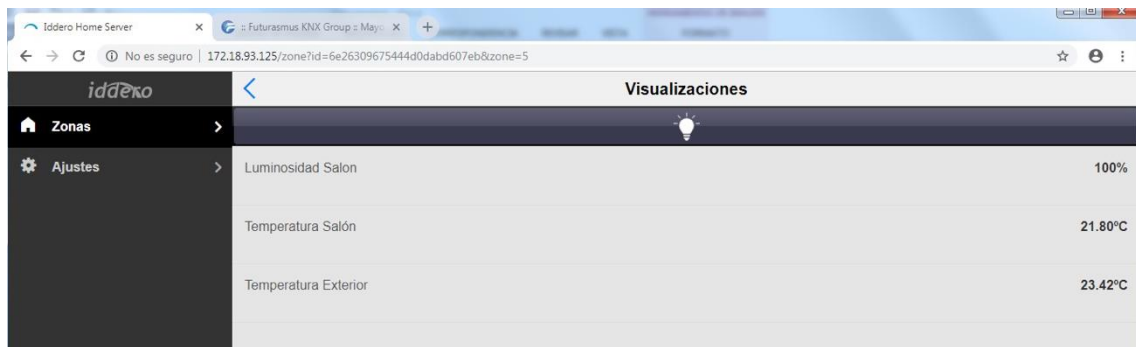 Iddero Home Server
:: Futurasmus KNX Group :: Mayo
No es seguro | 172.18.93.125/zone?id=6e26309675444d0dabd607eb&zone=5
iddero
Visualizaciones
Zonas
Ajustes
Luminosidad Salon 100%
Temperatura Salón 21.80ºC
Temperatura Exterior 23.42ºC